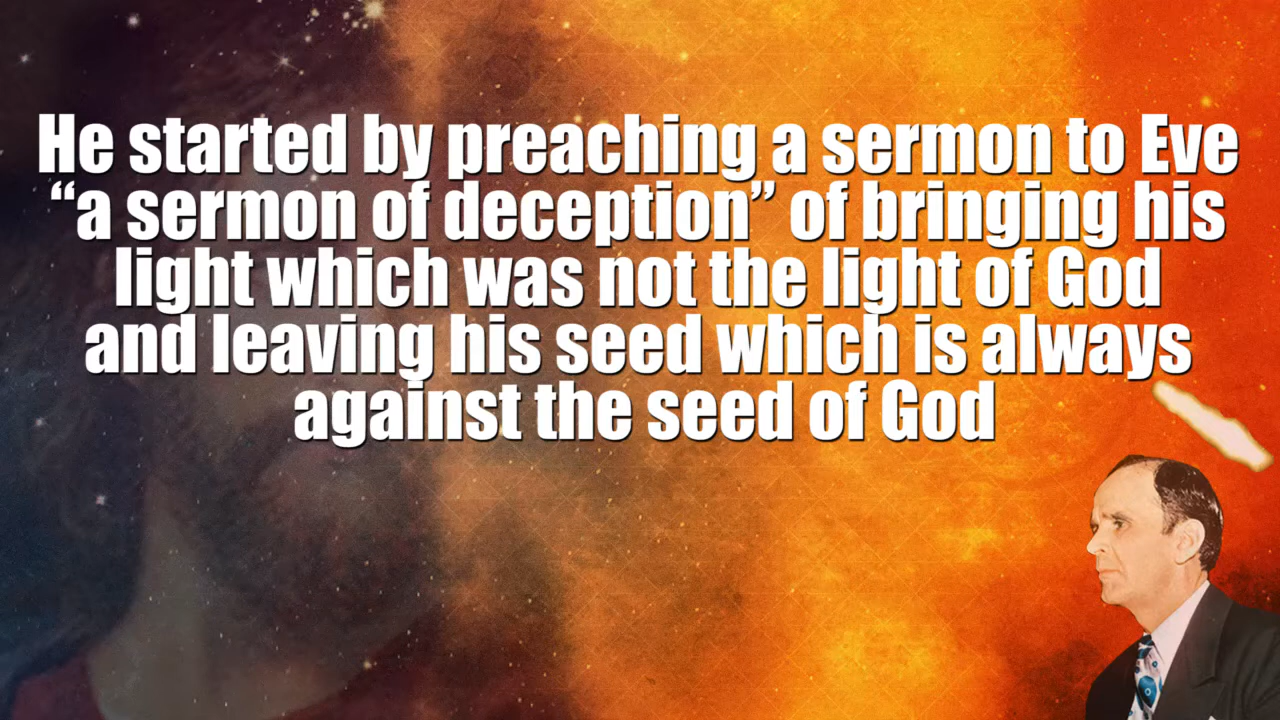 He started by preaching a sermon to Eve
“a sermon of deception” of bringing his
light which was not the light of God
and leaving his seed which is always
against the seed of God